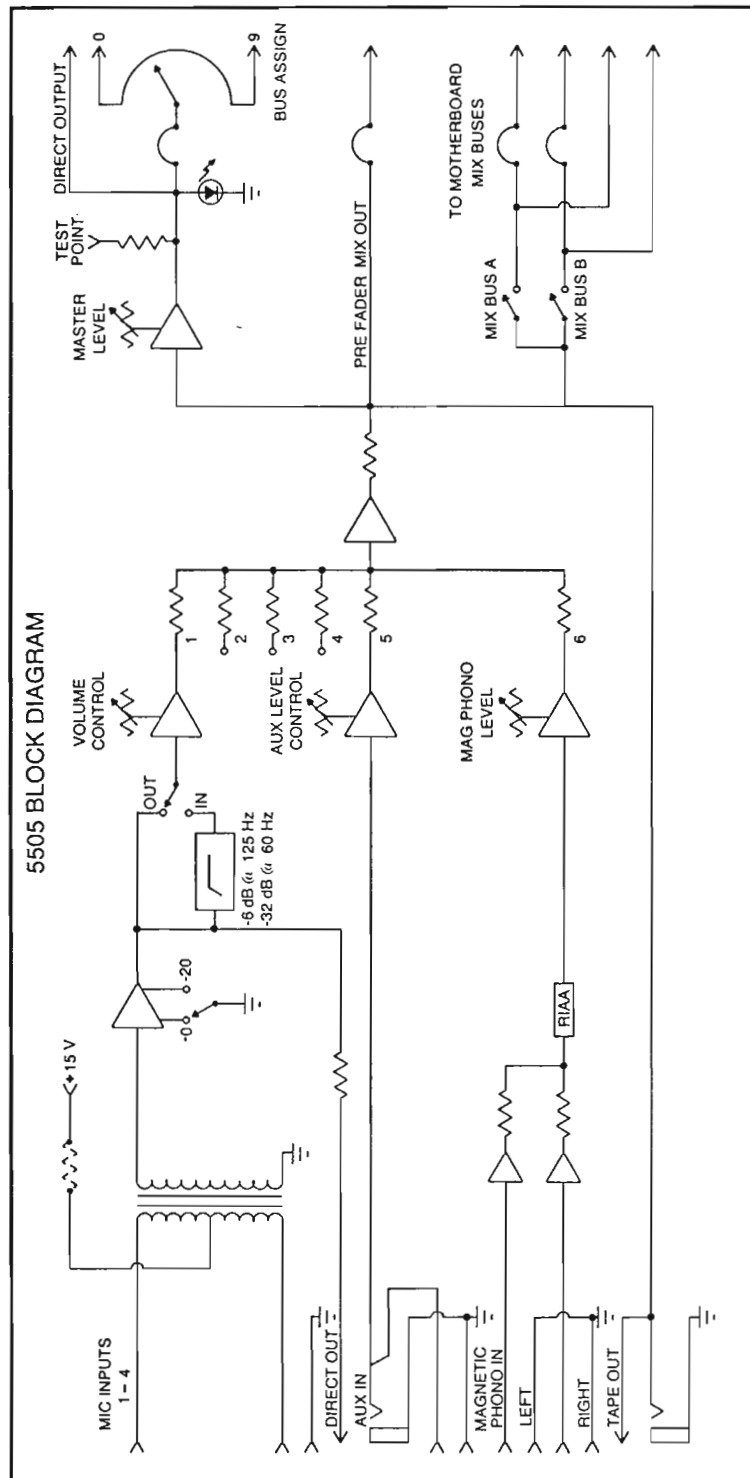 5505 BLOCK DIAGRAM
MIC INPUTS
1 – 4
+15 V
-0
-20
OUT
IN
-6 dB @ 125 Hz
-32 dB @ 60 Hz
VOLUME
CONTROL
1
2
3
4
5
6
MASTER
LEVEL
TEST
POINT
DIRECT OUTPUT
0
9
BUS ASSIGN
DIRECT OUT
AUX IN
AUX LEVEL
CONTROL
PRE FADER MIX OUT
MAGNETIC
PHONO IN
LEFT
RIGHT
RIAA
MAG PHONO
LEVEL
MIX BUS A
MIX BUS B
TO MOTHERBOARD
MIX BUSES
TAPE OUT